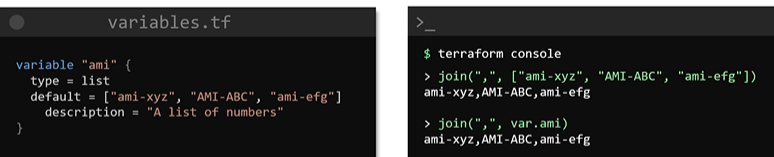 variables.tf
variable "ami" {
  type = list
  default = ["ami-xyz", "AMI-ABC", "ami-efg"]
    description = "A list of numbers"
}
>_
$ terraform console
> join(",", ["ami-xyz", "AMI-ABC", "ami-efg"])
ami-xyz,AMI-ABC,ami-efg
> join(",", var.ami)
ami-xyz,AMI-ABC,ami-efg